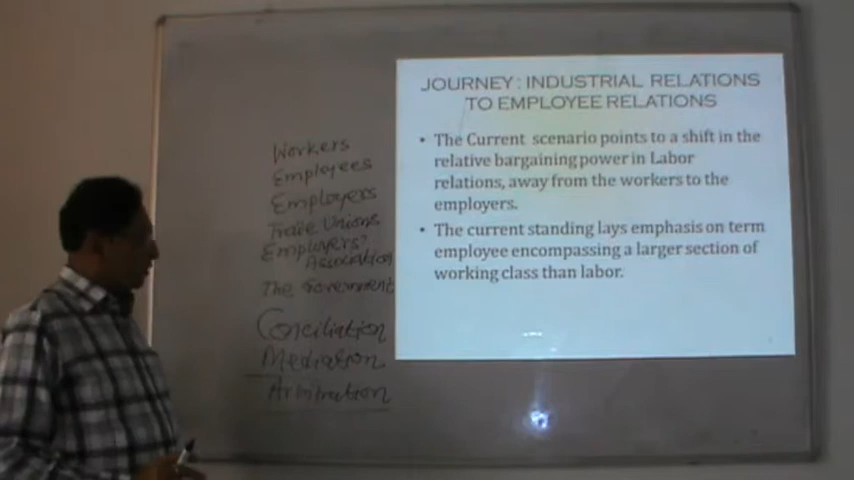 Workers
Employees
Employers
Trade Unions
Employers'
Association
The Government
Conciliation
Mediation
Arbitration
JOURNEY : INDUSTRIAL RELATIONS
TO EMPLOYEE RELATIONS
• The Current scenario points to a shift in the
relative bargaining power in Labor
relations, away from the workers to the
employers.
• The current standing lays emphasis on term
employee encompassing a larger section of
working class than labor.